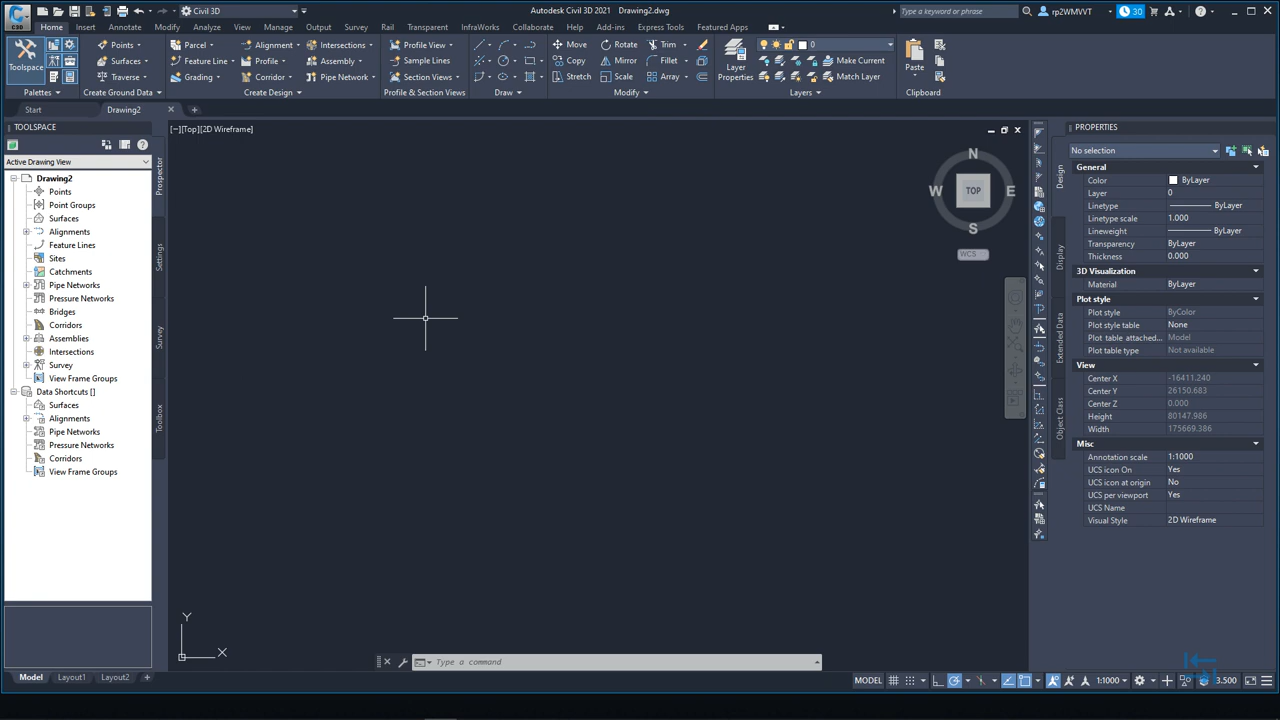 C3D
Civil 3D
Autodesk Civil 3D 2021 Drawing2.dwg
Type a keyword or phrase
rp2WMVVT
30
Home Insert Annotate Modify Analyze View Manage Output Survey Rail Transparent InfraWorks Collaborate Help Add-ins Express Tools Featured Apps
Toolspace
Points
Surfaces
Traverse
Parcel
Feature Line
Grading
Alignment
Profile
Corridor
Intersections
Assembly
Pipe Network
Profile View
Sample Lines
Section Views
Move
Copy
Stretch
Rotate
Mirror
Scale
Trim
Fillet
Array
Layer
Properties
0
Make Current
Match Layer
Paste
Palettes Create Ground Data Create Design Profile & Section Views Draw Modify Layers Clipboard
Start Drawing2
TOOLSPACE
Active Drawing View
Drawing2
Points
Point Groups
Surfaces
Alignments
Feature Lines
Sites
Catchments
Pipe Networks
Pressure Networks
Bridges
Corridors
Assemblies
Intersections
Survey
View Frame Groups
Data Shortcuts []
Surfaces
Alignments
Pipe Networks
Pressure Networks
Corridors
View Frame Groups
Prospector
Settings
Survey
Toolbox
[−][Top][2D Wireframe]
N
W TOP E
S
WCS
Y
X
Type a command
Model Layout1 Layout2
PROPERTIES
Design
Display
Extended Data
Object Class
No selection
General
Color ByLayer
Layer 0
Linetype ByLayer
Linetype scale 1.000
Lineweight ByLayer
Transparency ByLayer
Thickness 0.000
3D Visualization
Material ByLayer
Plot style
Plot style ByColor
Plot style table None
Plot table attached... Model
Plot table type Not available
View
Center X -16411.240
Center Y 26150.683
Center Z 0.000
Height 80147.986
Width 175669.386
Misc
Annotation scale 1:1000
UCS icon On Yes
UCS icon at origin No
UCS per viewport Yes
UCS Name
Visual Style 2D Wireframe
MODEL 1:1000 3.500